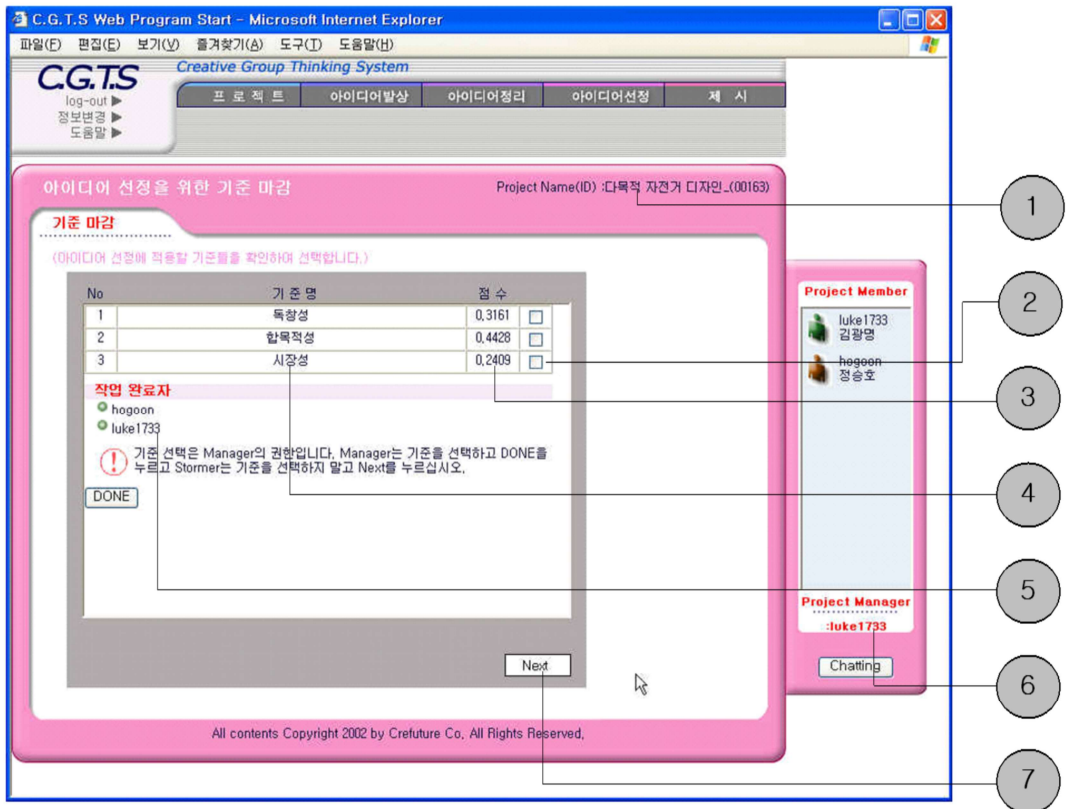 C.G.T.S Web Program Start - Microsoft Internet Explorer
파일(F) 편집(E) 보기(V) 즐겨찾기(A) 도구(T) 도움말(H)
C.G.T.S
Creative Group Thinking System
log-out ▶
정보변경 ▶
도움말 ▶
프 로 젝 트 아이디어발상 아이디어정리 아이디어선정 제 시
아이디어 선정을 위한 기준 마감
Project Name(ID) :다목적 자전거 디자인_(00163)
기준 마감
(아이디어 선정에 적용할 기준들을 확인하여 선택합니다.)
No 기 준 명 점 수
1 독창성 0,3161
2 합목적성 0,4428
3 시장성 0,2409
작업 완료자
hogoon
luke1733
기준 선택은 Manager의 권한입니다, Manager는 기준을 선택하고 DONE을
누르고 Stormer는 기준을 선택하지 말고 Next를 누르십시오,
DONE
Next
Project Member
luke1733
김광명
hogoon
정승호
Project Manager
:luke1733
Chatting
All contents Copyright 2002 by Crefuture Co, All Rights Reserved,
1
2
3
4
5
6
7